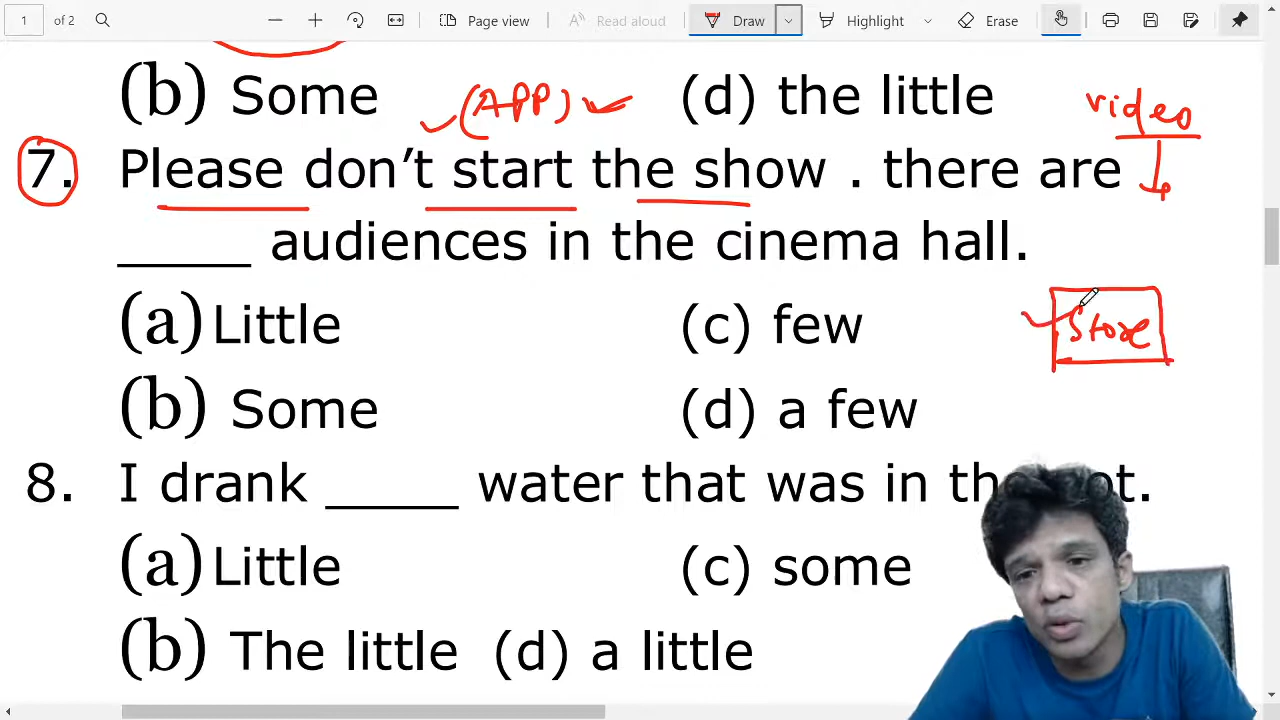 1 of 2 Page view Read aloud Draw Highlight Erase
(b) Some (d) the little
(APP) video
7. Please don’t start the show . there are
_____ audiences in the cinema hall.
(a) Little (c) few
Store
(b) Some (d) a few
8. I drank _____ water that was in the pot.
(a) Little (c) some
(b) The little (d) a little